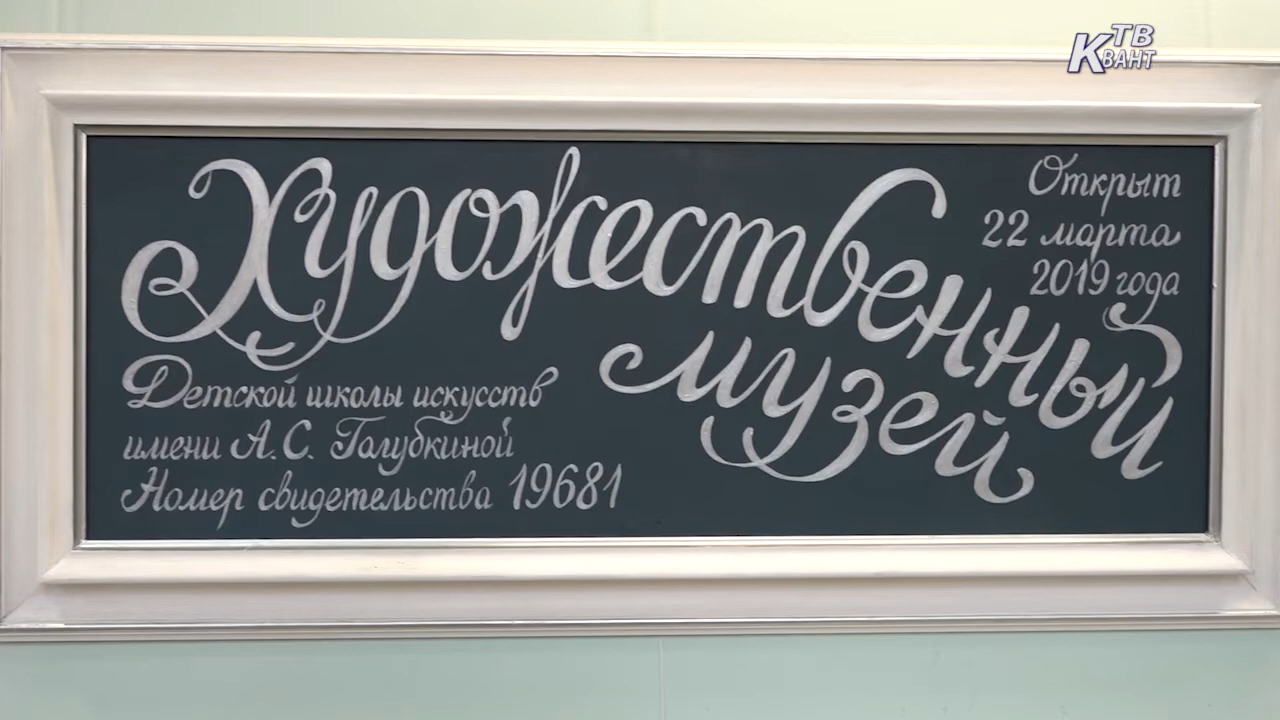 ТВ
КВАНТ
Художественный
музей
Открыт
22 марта
2019 года
Детской школы искусств
имени А.С. Голубкиной
Номер свидетельства 19681